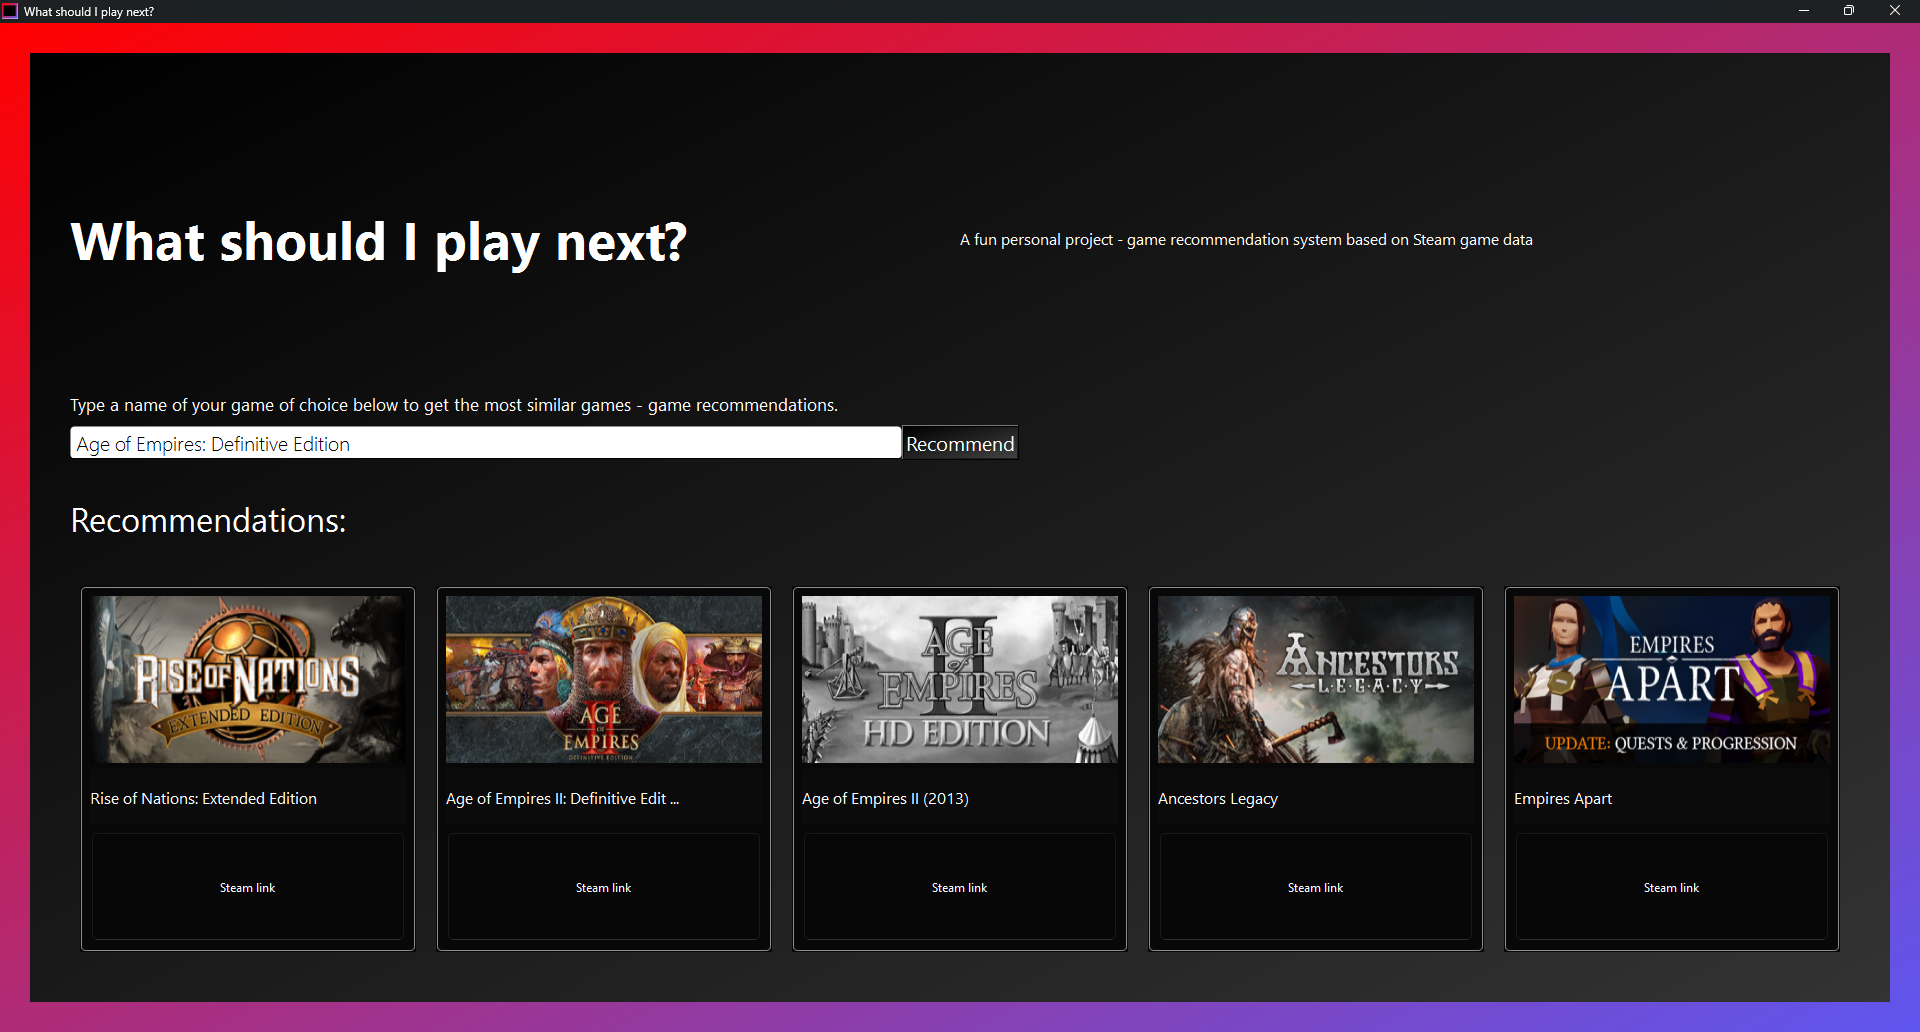 What should I play next?
What should I play next?
A fun personal project - game recommendation system based on Steam game data
Type a name of your game of choice below to get the most similar games - game recommendations.
Age of Empires: Definitive Edition
Recommend
Recommendations:
RISE OF NATIONS
EXTENDED EDITION
Rise of Nations: Extended Edition
Steam link
AGE
OF
EMPIRES
II
DEFINITIVE EDITION
Age of Empires II: Definitive Edit ...
Steam link
II
AGE
of
EMPIRES
HD EDITION
Age of Empires II (2013)
Steam link
ANCESTORS
LEGACY
Ancestors Legacy
Steam link
EMPIRES
APART
UPDATE: QUESTS & PROGRESSION
Empires Apart
Steam link